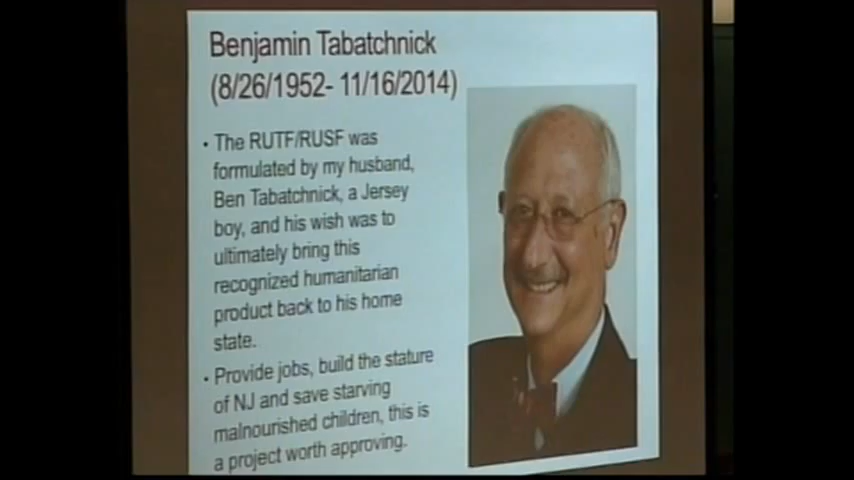 Benjamin Tabatchnick
(8/26/1952- 11/16/2014)
• The RUTF/RUSF was
formulated by my husband,
Ben Tabatchnick, a Jersey
boy, and his wish was to
ultimately bring this
recognized humanitarian
product back to his home
state.
• Provide jobs, build the stature
of NJ and save starving
malnourished children, this is
a project worth approving.